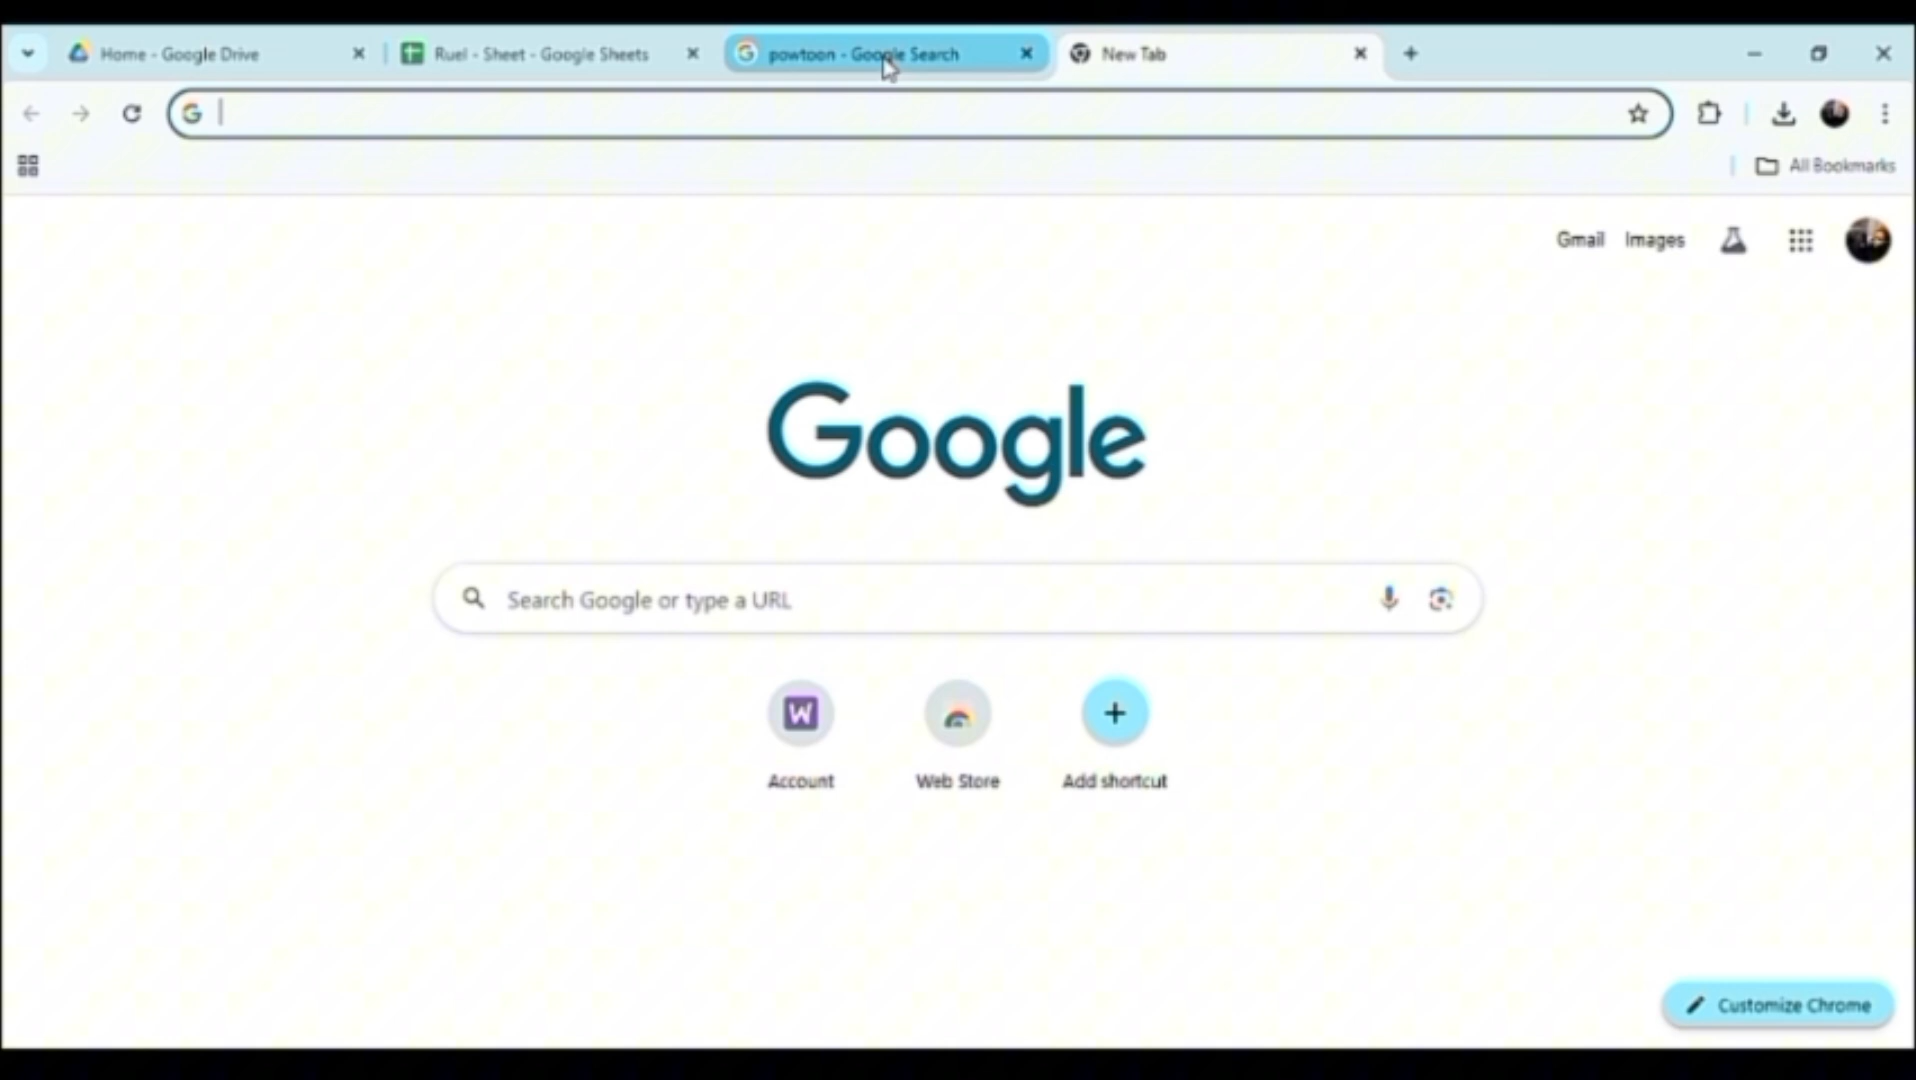 Home - Google Drive
Ruel - Sheet - Google Sheets
powtoon - Google Search
New Tab
All Bookmarks
Gmail
Images
Google
Search Google or type a URL
W
Account
Web Store
Add shortcut
Customize Chrome